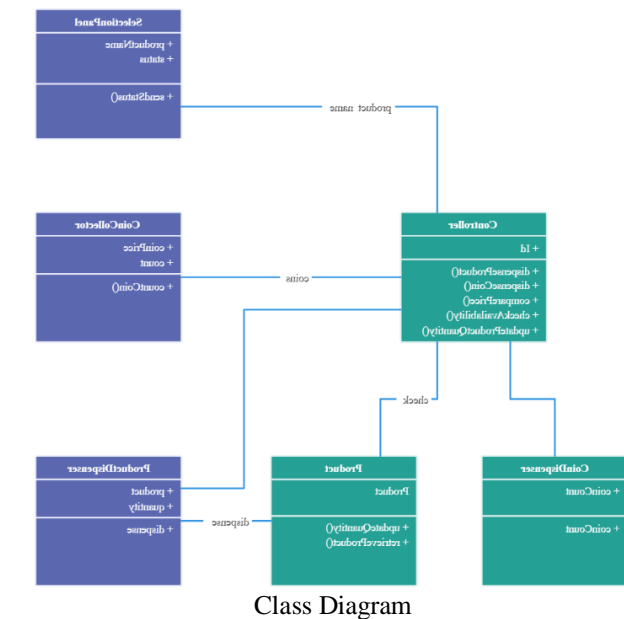 SelectionPanel
+ productName
+ status
+ sendStatus()
product name
CoinCollector
+ coinPrice
+ count
+ countCoin()
coins
Controller
+ Id
+ dispenseProduct()
+ dispenseCoin()
+ comparePrice()
+ checkAvailability()
+ updateProductQuantity()
check
ProductDispenser
+ product
+ quantity
+ dispense
dispense
Product
Product
+ updateQuantity()
+ retrieveProduct()
CoinDispenser
+ coinCount
+ coinCount
Class Diagram